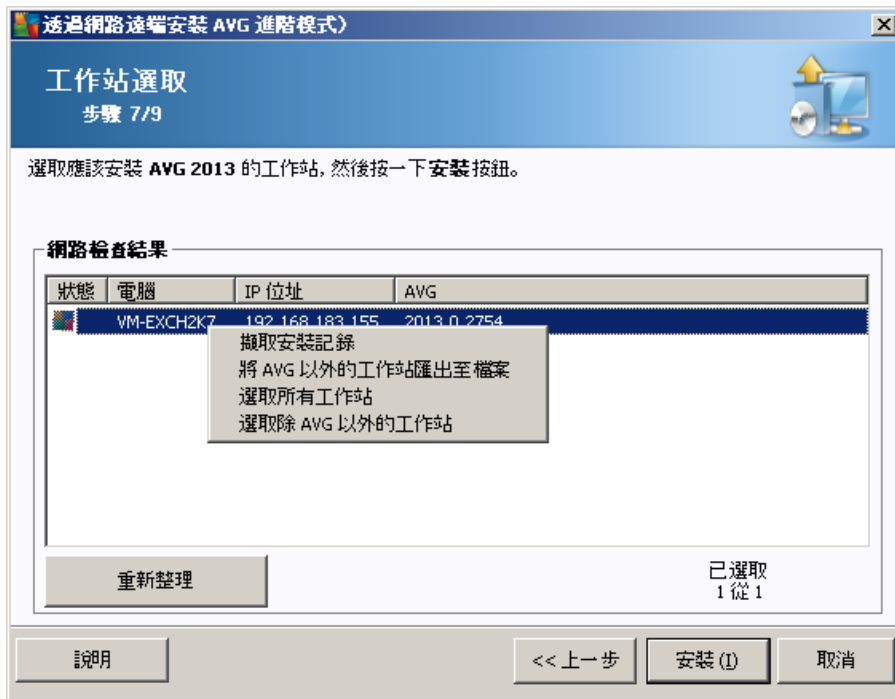 透過網路遠端安裝 AVG 進階模式)
工作站選取
步驟 7/9
選取應該安裝 AVG 2013 的工作站, 然後按一下安裝按鈕。
網路檢查結果
狀態 電腦 IP 位址 AVG
VM-EXCH2K7 192.168.183.155 2013.0.2754
擷取安裝記錄
將 AVG 以外的工作站匯出至檔案
選取所有工作站
選取除 AVG 以外的工作站
重新整理
已選取
1 從 1
說明 << 上一步 安裝 (I) 取消